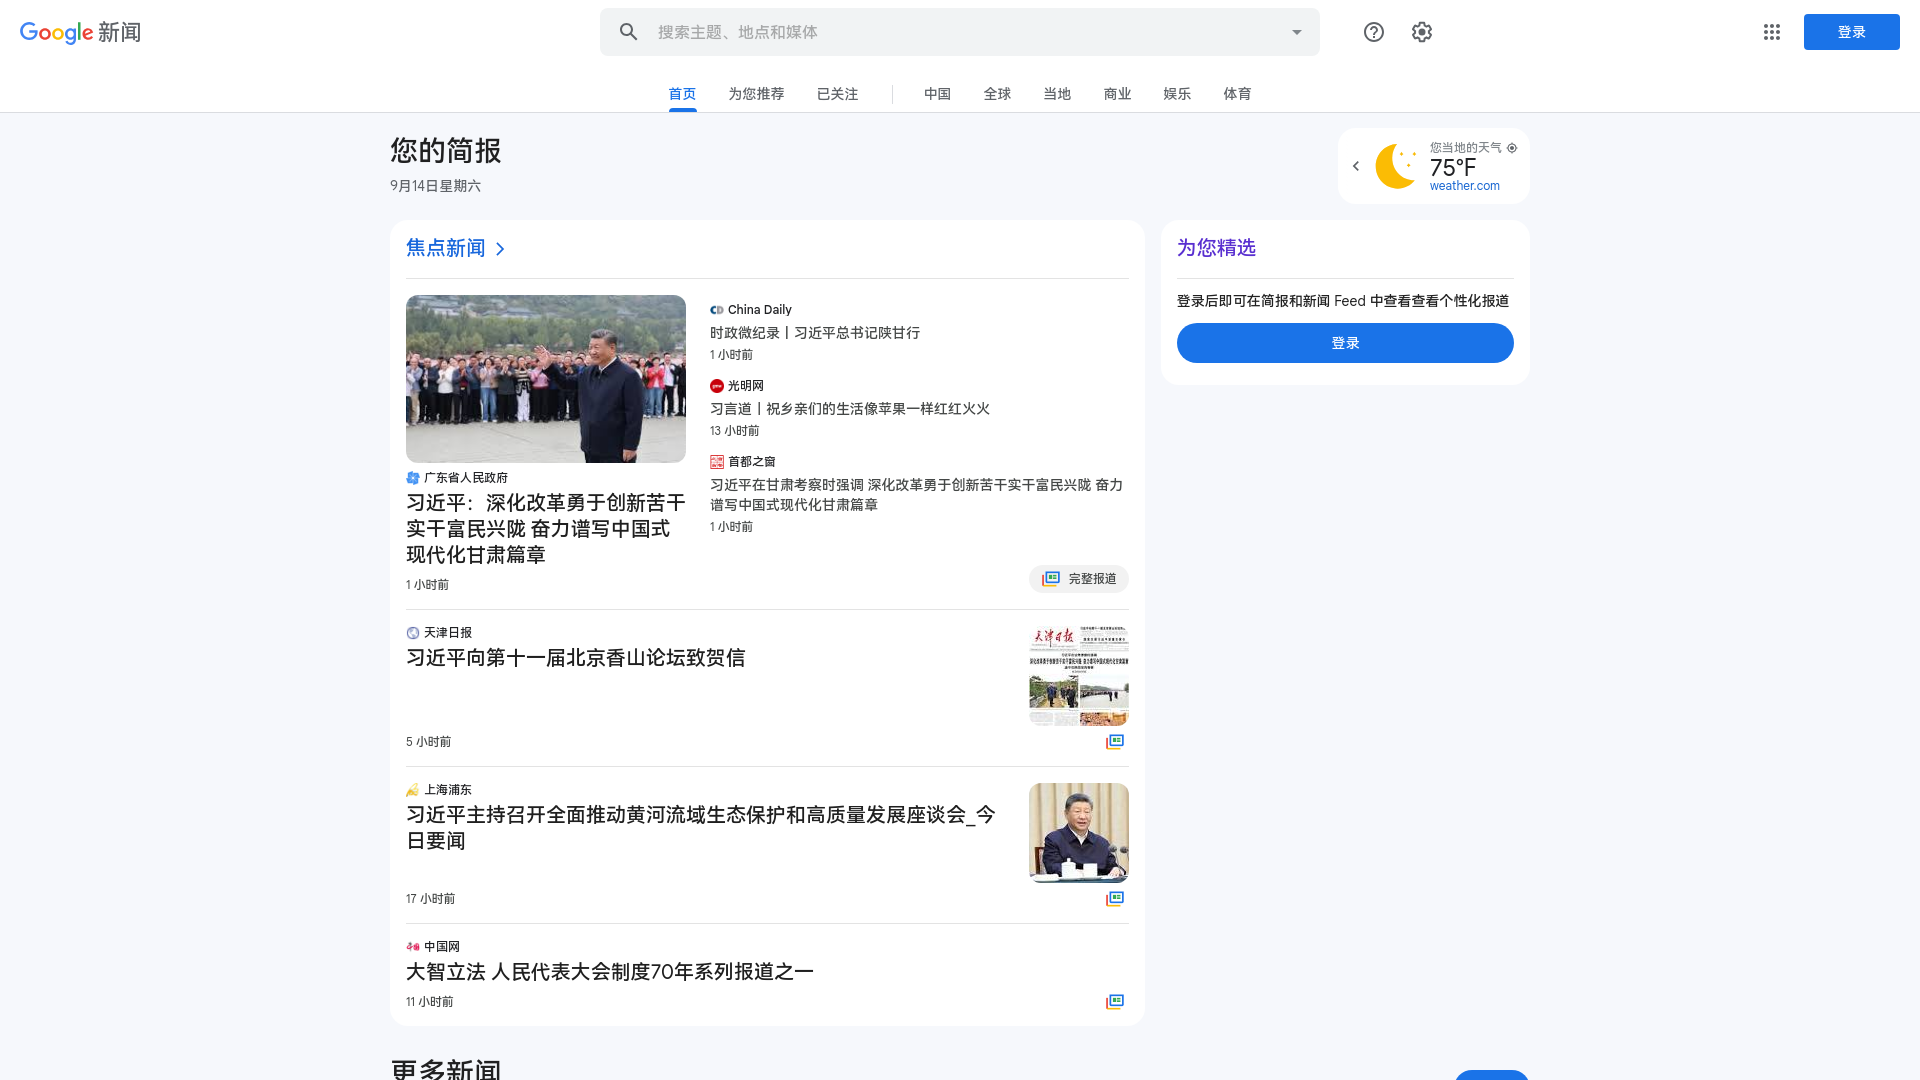 Google 新闻
搜索主题、地点和媒体
登录
首页
为您推荐
已关注
中国
全球
当地
商业
娱乐
体育
您的简报
9月14日星期六
您当地的天气
75°F
weather.com
焦点新闻
广东省人民政府
习近平：深化改革勇于创新苦干
实干富民兴陇 奋力谱写中国式
现代化甘肃篇章
1 小时前
China Daily
时政微纪录丨习近平总书记陕甘行
1 小时前
光明网
习言道丨祝乡亲们的生活像苹果一样红红火火
13 小时前
首都之窗
习近平在甘肃考察时强调 深化改革勇于创新苦干实干富民兴陇 奋力
谱写中国式现代化甘肃篇章
1 小时前
完整报道
天津日报
习近平向第十一届北京香山论坛致贺信
天津日报
5 小时前
上海浦东
习近平主持召开全面推动黄河流域生态保护和高质量发展座谈会_今
日要闻
17 小时前
中国网
大智立法 人民代表大会制度70年系列报道之一
11 小时前
为您精选
登录后即可在简报和新闻 Feed 中查看查看个性化报道
登录
更多新闻